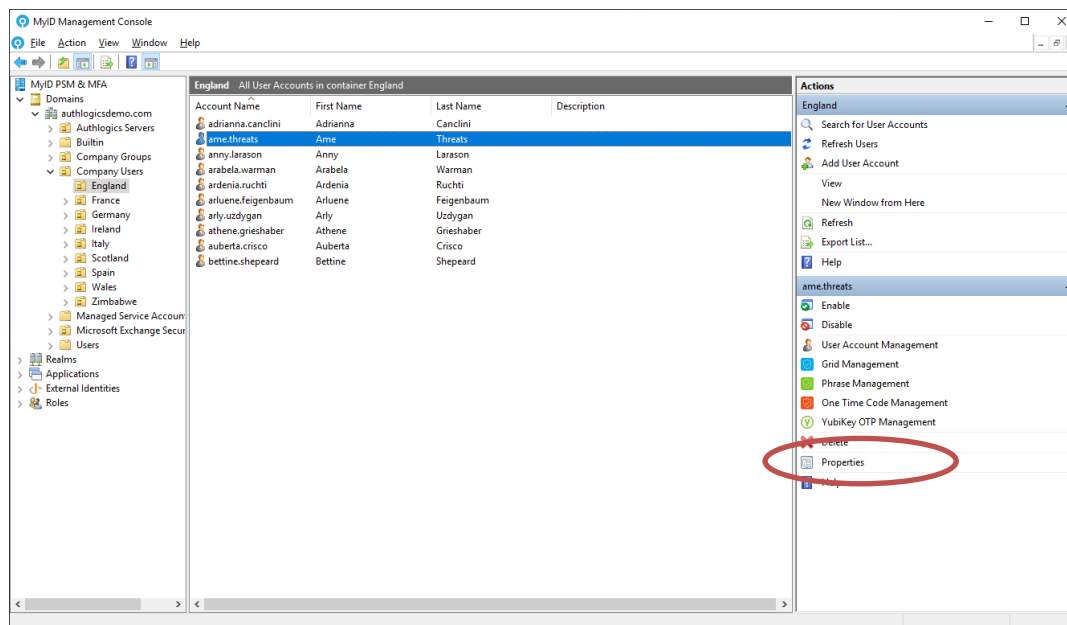 MyID Management Console
File Action View Window Help
MyID PSM & MFA
Domains
authlogicsdemo.com
Authlogics Servers
Builtin
Company Groups
Company Users
England
France
Germany
Ireland
Italy
Scotland
Spain
Wales
Zimbabwe
Managed Service Accoun
Microsoft Exchange Secur
Users
Realms
Applications
External Identities
Roles
England All User Accounts in container England
Account Name First Name Last Name Description
adrianna.canclini Adrianna Canclini
ame.threats Ame Threats
anny.larason Anny Larason
arabela.warman Arabela Warman
ardenia.ruchti Ardenia Ruchti
arluene.feigenbaum Arluene Feigenbaum
arly.uzdygan Arly Uzdygan
athene.grieshaber Athene Grieshaber
auberta.crisco Auberta Crisco
bettine.shepeard Bettine Shepeard
Actions
England
Search for User Accounts
Refresh Users
Add User Account
View
New Window from Here
Refresh
Export List...
Help
ame.threats
Enable
Disable
User Account Management
Grid Management
Phrase Management
One Time Code Management
YubiKey OTP Management
Delete
Properties
Help